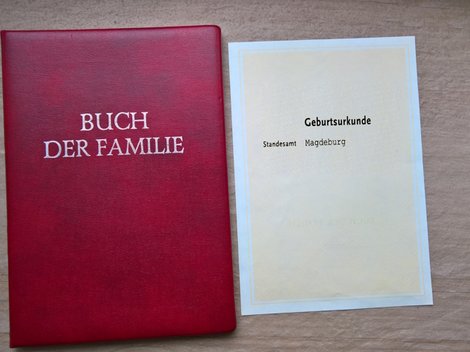 BUCH
DER FAMILIE
Geburtsurkunde
Standesamt Magdeburg